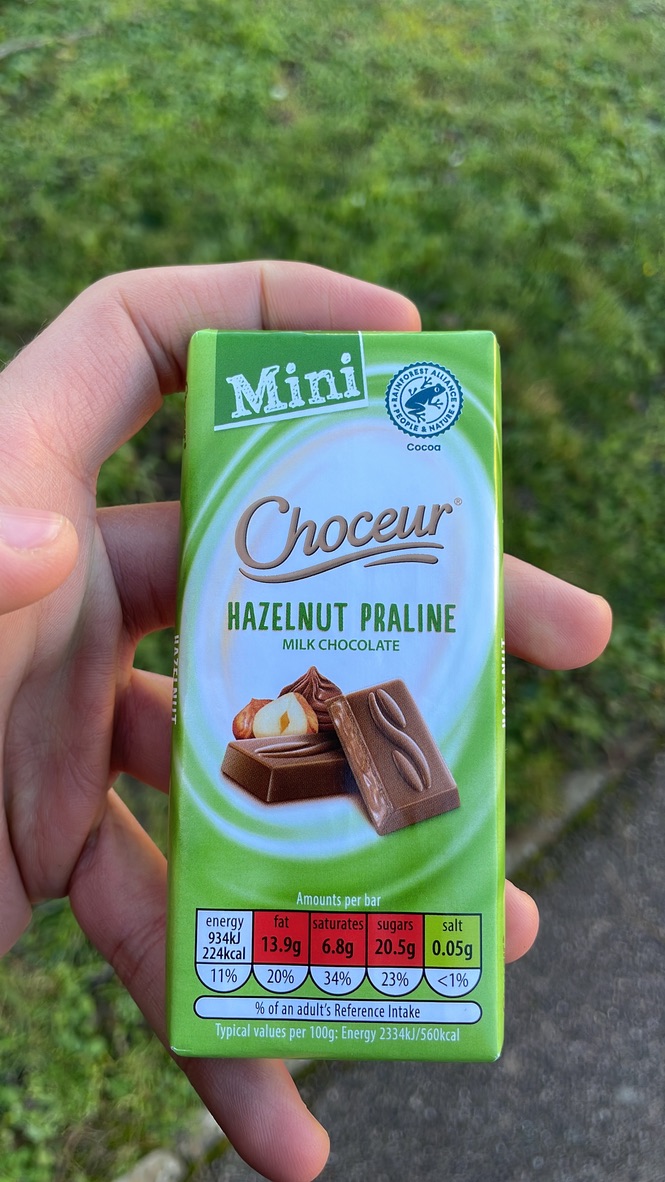 Mini
RAINFOREST ALLIANCE
PEOPLE & NATURE
Cocoa
Choceur®
HAZELNUT PRALINE
MILK CHOCOLATE
HAZELNUT
HAZELNUT
Amounts per bar
energy fat saturates sugars salt
934kJ 13.9g 6.8g 20.5g 0.05g
224kcal
11% 20% 34% 23% <1%
% of an adult's Reference Intake
Typical values per 100g: Energy 2334kJ/560kcal